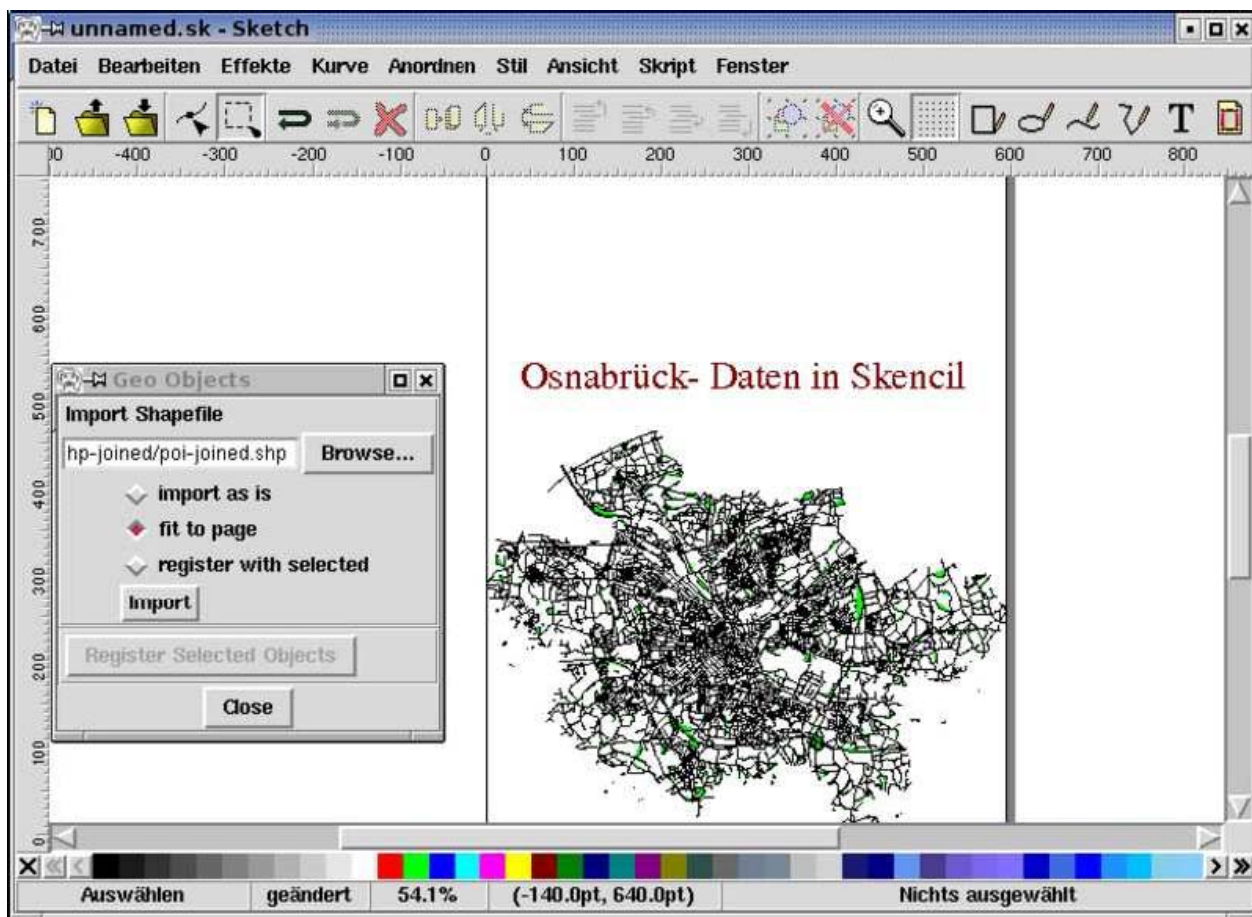 unnamed.sk - Sketch
Datei Bearbeiten Effekte Kurve Anordnen Stil Ansicht Skript Fenster
T
00 -400 -300 -200 -100 0 100 200 300 400 500 600 700 800
700
600
500
400
300
200
100
0
Osnabrück- Daten in Skencil
Geo Objects
Import Shapefile
hp-joined/poi-joined.shp Browse...
import as is
fit to page
register with selected
Import
Register Selected Objects
Close
Auswählen geändert 54.1% (-140.0pt, 640.0pt) Nichts ausgewählt